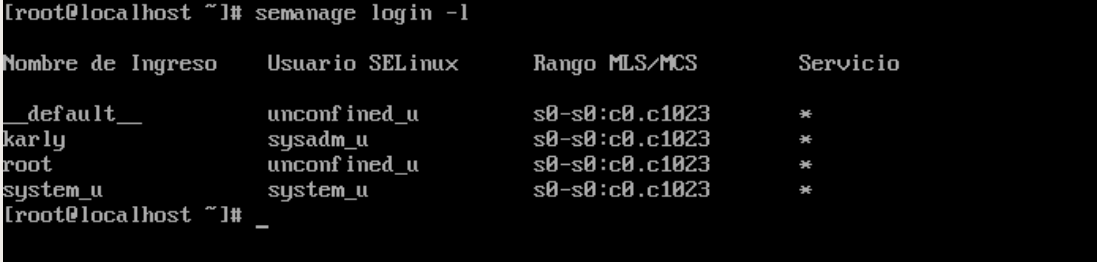 [root@localhost ~]# semanage login -l
Nombre de Ingreso Usuario SELinux Rango MLS/MCS Servicio
__default__ unconfined_u s0-s0:c0.c1023 *
karly sysadm_u s0-s0:c0.c1023 *
root unconfined_u s0-s0:c0.c1023 *
system_u system_u s0-s0:c0.c1023 *
[root@localhost ~]# _